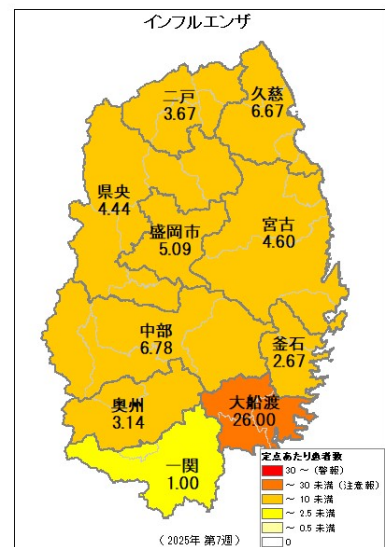 インフルエンザ
二戸
3.67
久慈
6.67
県央
4.44
盛岡市
5.09
宮古
4.60
中部
6.78
釜石
2.67
奥州
3.14
大船渡
26.00
一関
1.00
定点あたり患者数
30 ～ (警報)
～ 30 未満 (注意報)
～ 10 未満
～ 2.5 未満
～ 0.5 未満
0
(2025年 第7週)